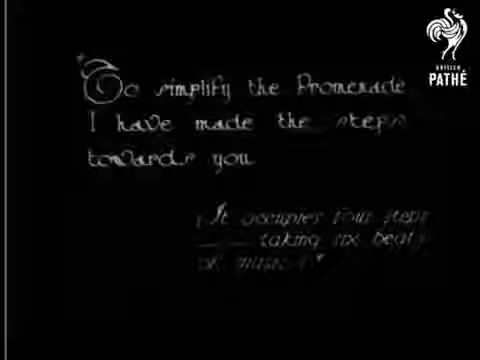 BRITISH
PATHÉ
To simplify the Promenade
I have made the steps
towards you
It occupies four steps
taking six beats
of music